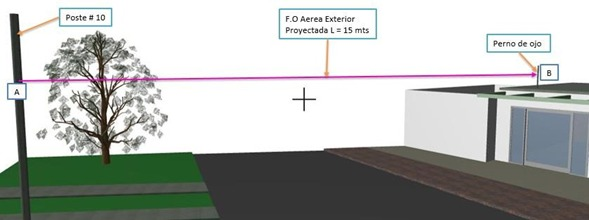 Poste # 10
F.O Aerea Exterior
Proyectada L = 15 mts
Perno de ojo
A
B